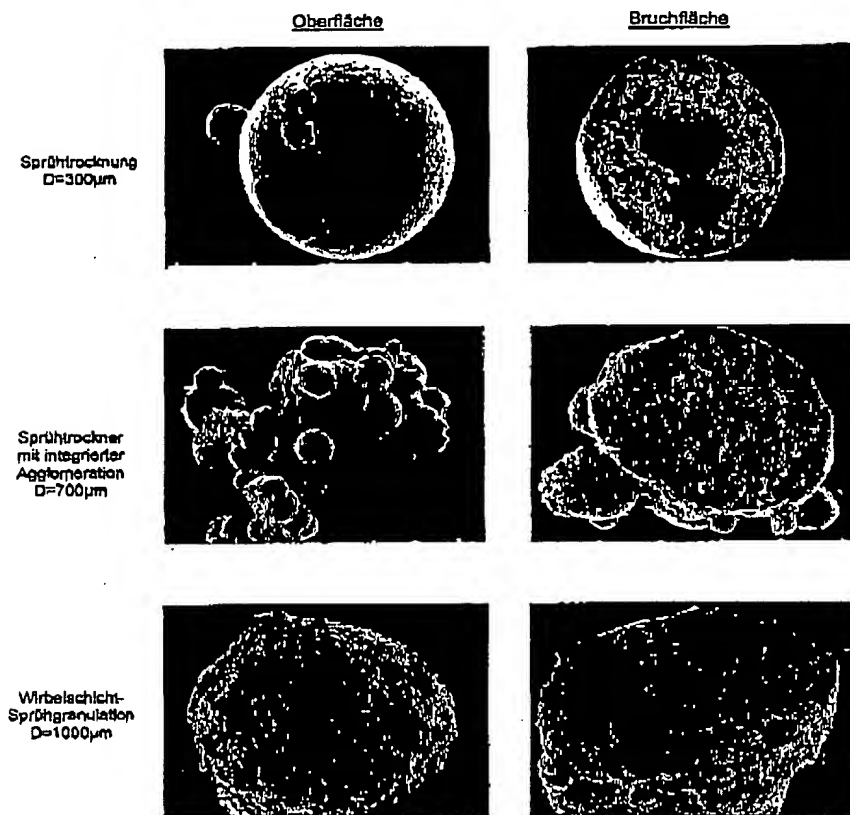 Oberfläche
Bruchfläche
Sprühtrocknung
D=300µm
Sprühtrockner
mit integrierter
Agglomeration
D=700µm
Wirbelschicht-
Sprühgranulation
D=1000µm